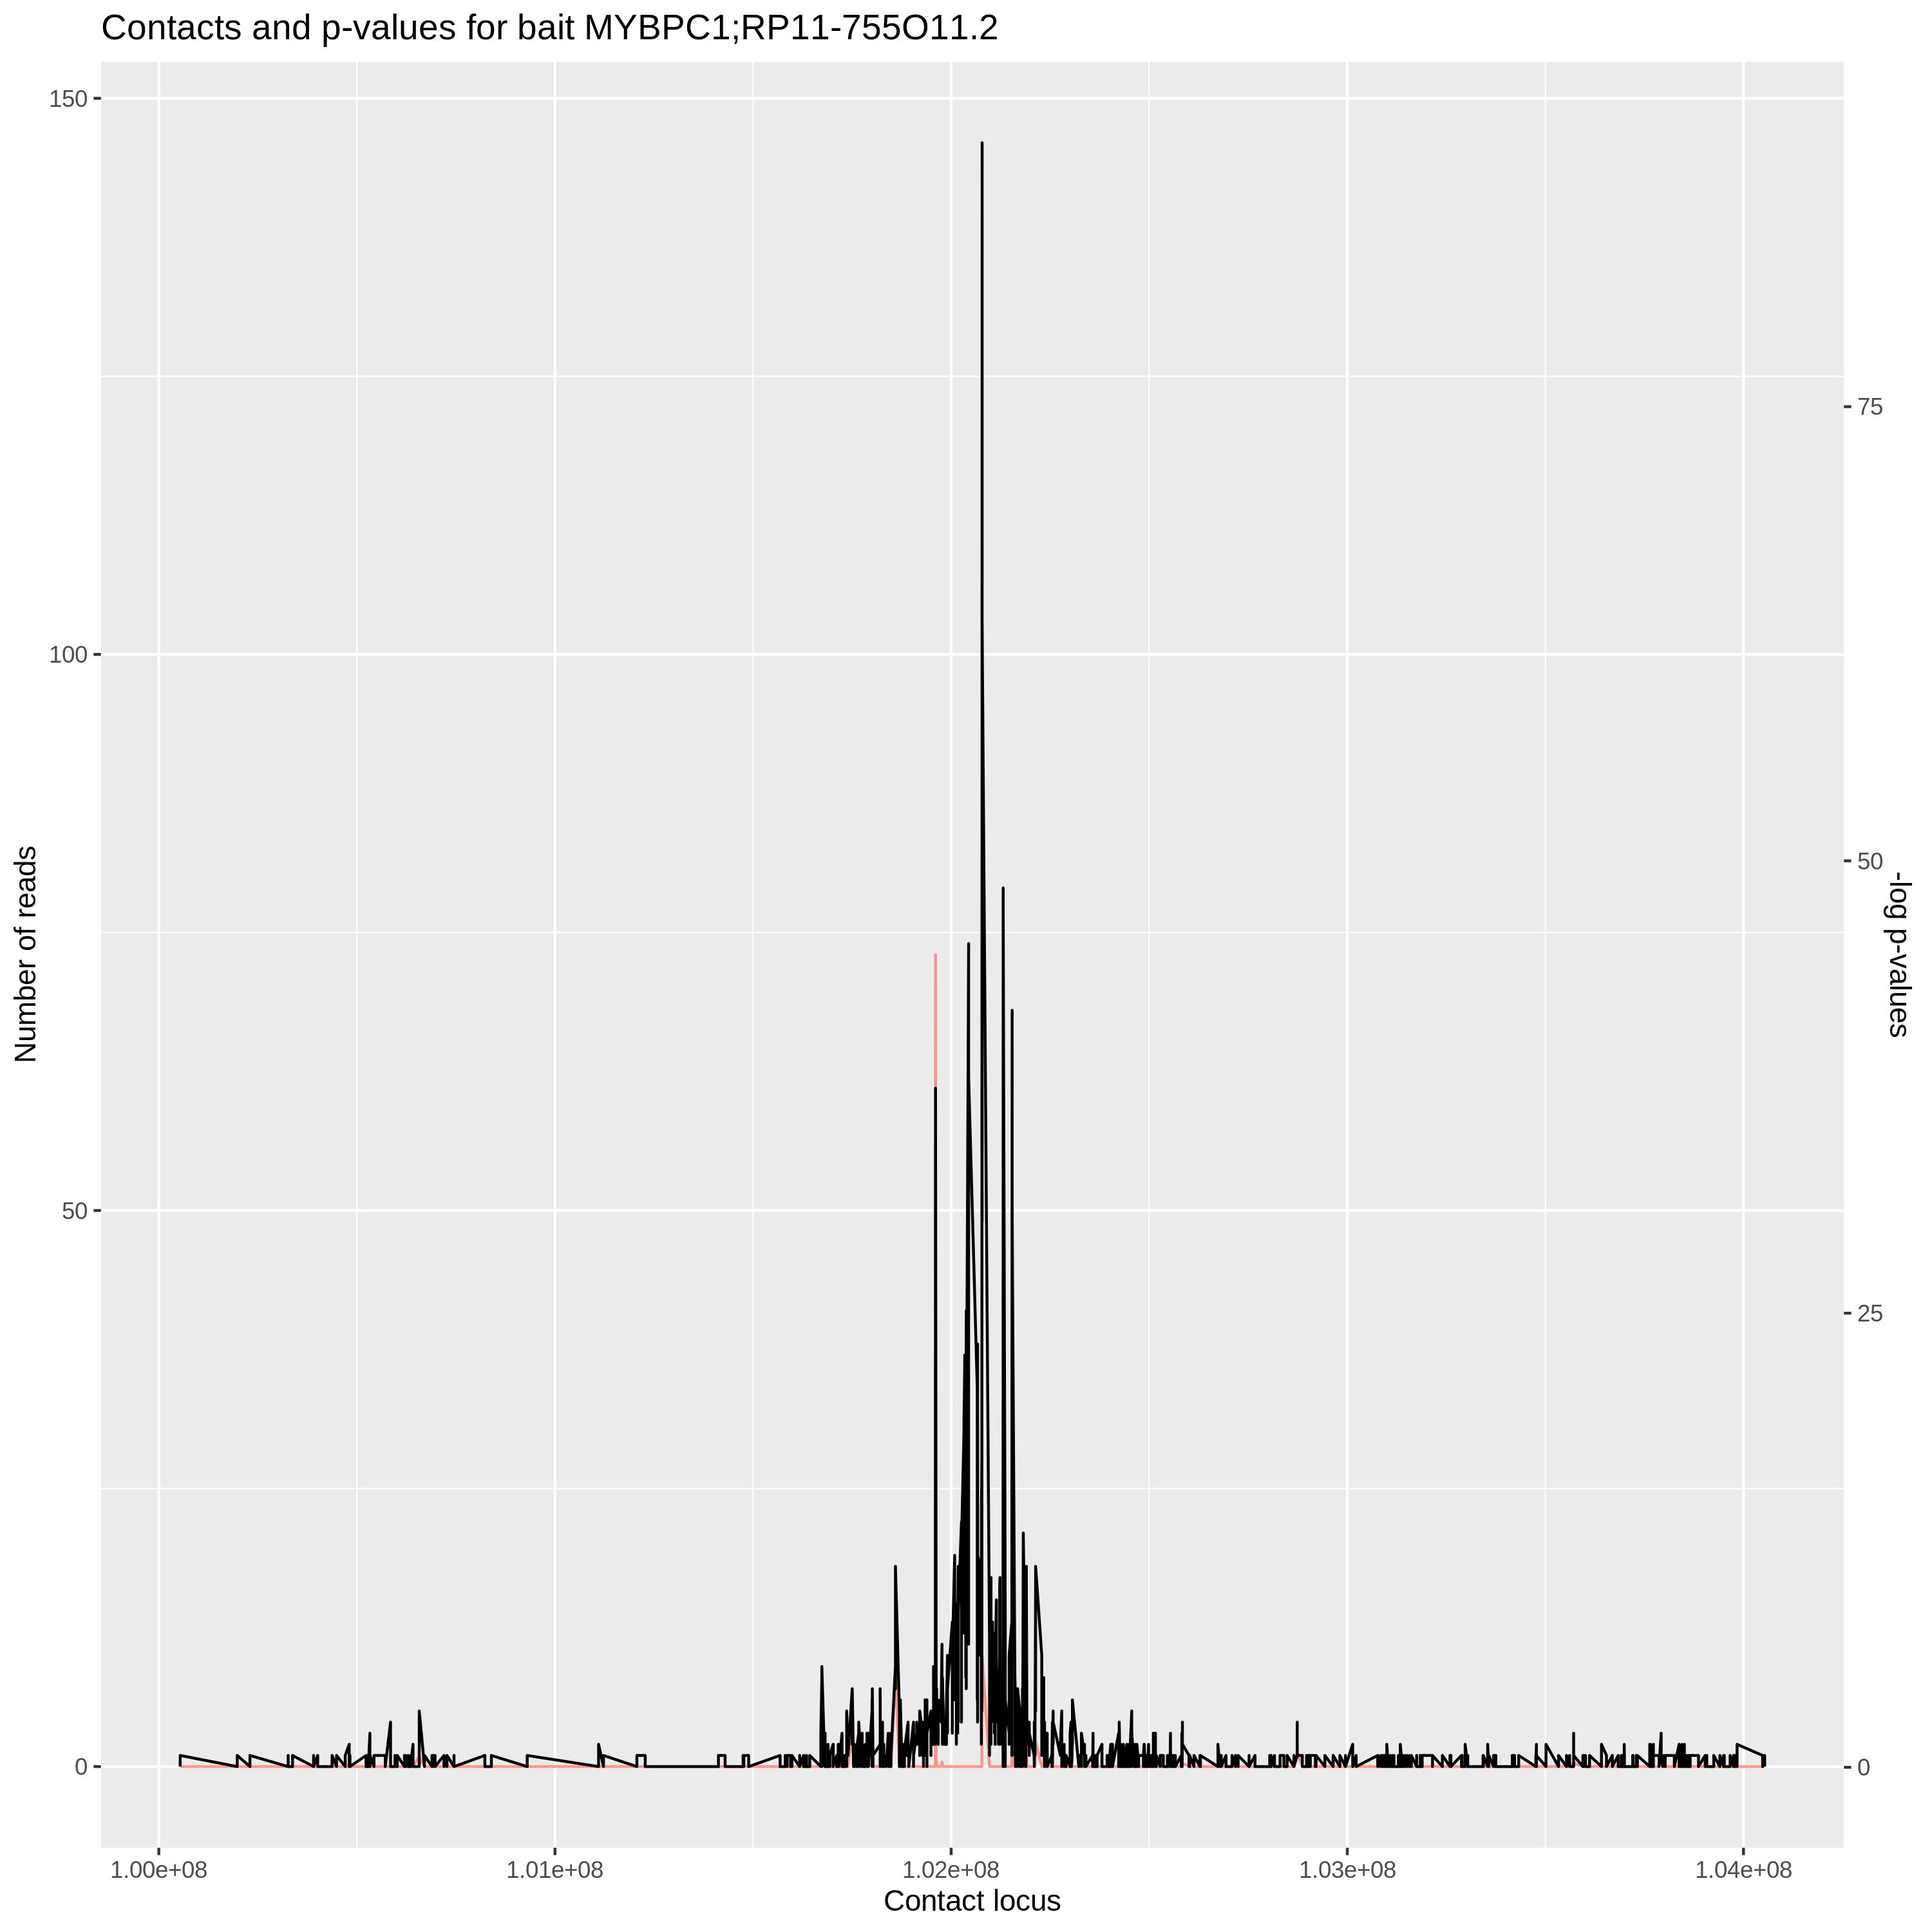 Contacts and p-values for bait MYBPC1;RP11-755O11.2
150
100
50
0
Number of reads
75
50
25
0
-log p-values
1.00e+08
1.01e+08
1.02e+08
1.03e+08
1.04e+08
Contact locus